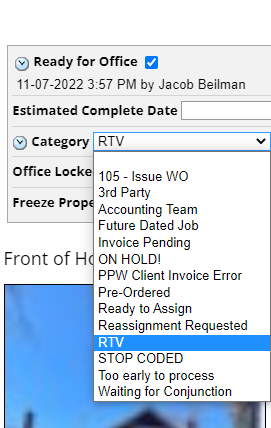 Ready for Office
11-07-2022 3:57 PM by Jacob Beilman
Estimated Complete Date
Category RTV
Office Locke
Freeze Prope
105 - Issue WO
3rd Party
Accounting Team
Future Dated Job
Invoice Pending
ON HOLD!
PPW Client Invoice Error
Pre-Ordered
Ready to Assign
Reassignment Requested
RTV
STOP CODED
Too early to process
Waiting for Conjunction
Front of Ho